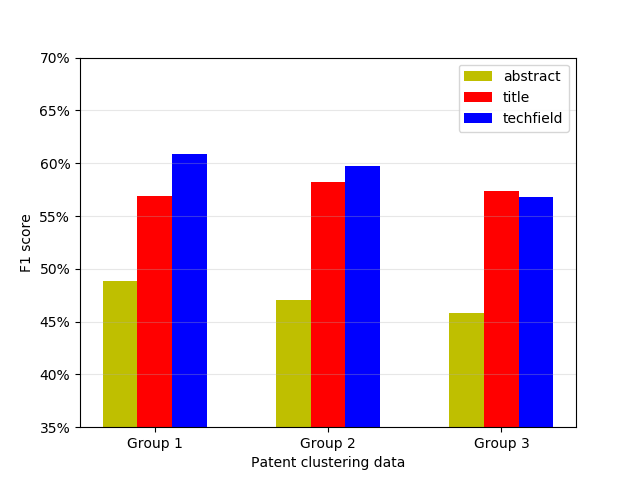 70%
65%
60%
55%
50%
45%
40%
35%
F1 score
abstract
title
techfield
Group 1
Group 2
Group 3
Patent clustering data